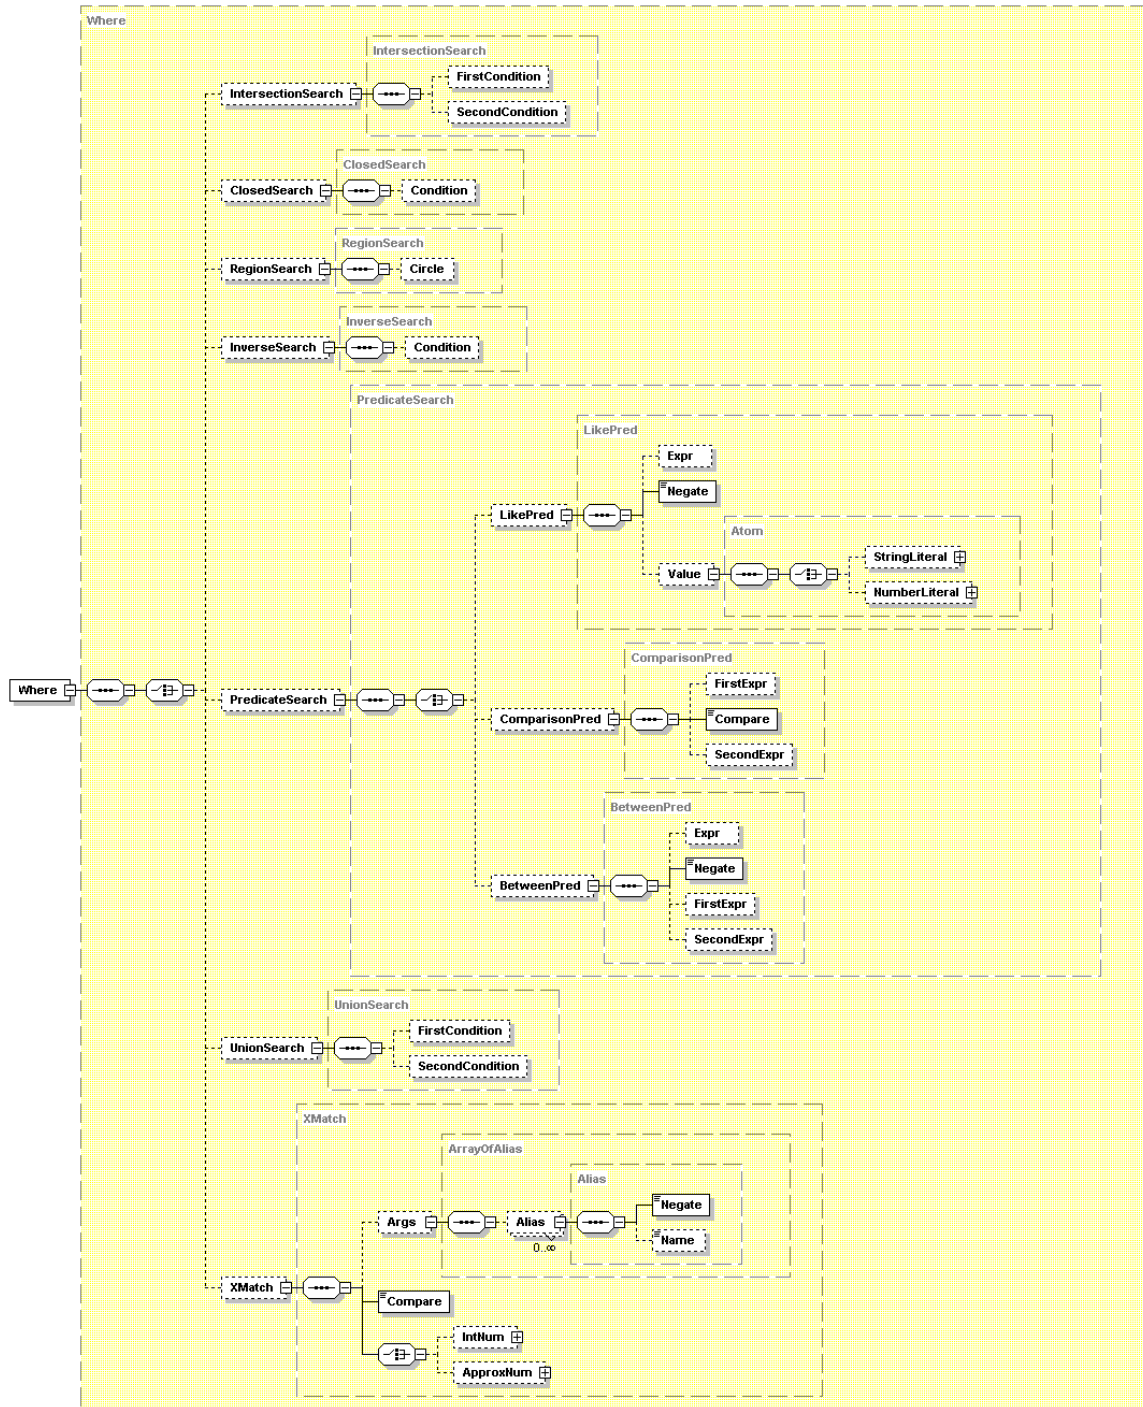 Where
IntersectionSearch
FirstCondition
IntersectionSearch
SecondCondition
ClosedSearch
ClosedSearch
Condition
RegionSearch
RegionSearch
Circle
InverseSearch
InverseSearch
Condition
PredicateSearch
LikePred
Expr
Negate
LikePred
Atom
StringLiteral
Value
NumberLiteral
ComparisonPred
FirstExpr
Where
PredicateSearch
ComparisonPred
Compare
SecondExpr
BetweenPred
Expr
Negate
BetweenPred
FirstExpr
SecondExpr
UnionSearch
FirstCondition
UnionSearch
SecondCondition
XMatch
ArrayOfAlias
Alias
Negate
Args
Alias
Name
0..∞
XMatch
Compare
IntNum
ApproxNum